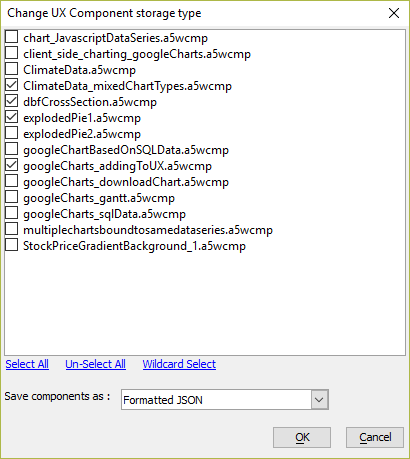 Change UX Component storage type
chart_JavascriptDataSeries.a5wcmp
client_side_charting_googleCharts.a5wcmp
ClimateData.a5wcmp
ClimateData_mixedChartTypes.a5wcmp
dbfCrossSection.a5wcmp
explodedPie1.a5wcmp
explodedPie2.a5wcmp
googleChartBasedOnSQLData.a5wcmp
googleCharts_addingToUX.a5wcmp
googleCharts_downloadChart.a5wcmp
googleCharts_gantt.a5wcmp
googleCharts_sqlData.a5wcmp
multiplechartsboundtosamedataseries.a5wcmp
StockPriceGradientBackground_1.a5wcmp
Select All Un-Select All Wildcard Select
Save components as : Formatted JSON
OK Cancel